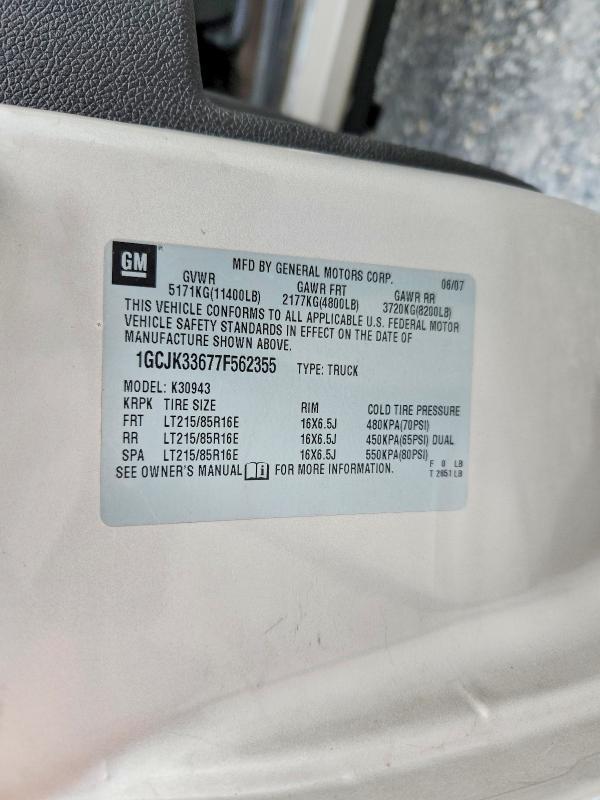 GM
MFD BY GENERAL MOTORS CORP. 06/07
GVWR GAWR FRT GAWR RR
5171KG(11400LB) 2177KG(4800LB) 3720KG(8200LB)
THIS VEHICLE CONFORMS TO ALL APPLICABLE U.S. FEDERAL MOTOR
VEHICLE SAFETY STANDARDS IN EFFECT ON THE DATE OF
MANUFACTURE SHOWN ABOVE.
1GCJK33677F562355 TYPE: TRUCK
MODEL: K30943
KRPK TIRE SIZE RIM COLD TIRE PRESSURE
FRT LT215/85R16E 16X6.5J 480KPA(70PSI)
RR LT215/85R16E 16X6.5J 450KPA(65PSI) DUAL
SPA LT215/85R16E 16X6.5J 550KPA(80PSI)
SEE OWNER'S MANUAL i FOR MORE INFORMATION.
F 0 LB
T 2651 LB